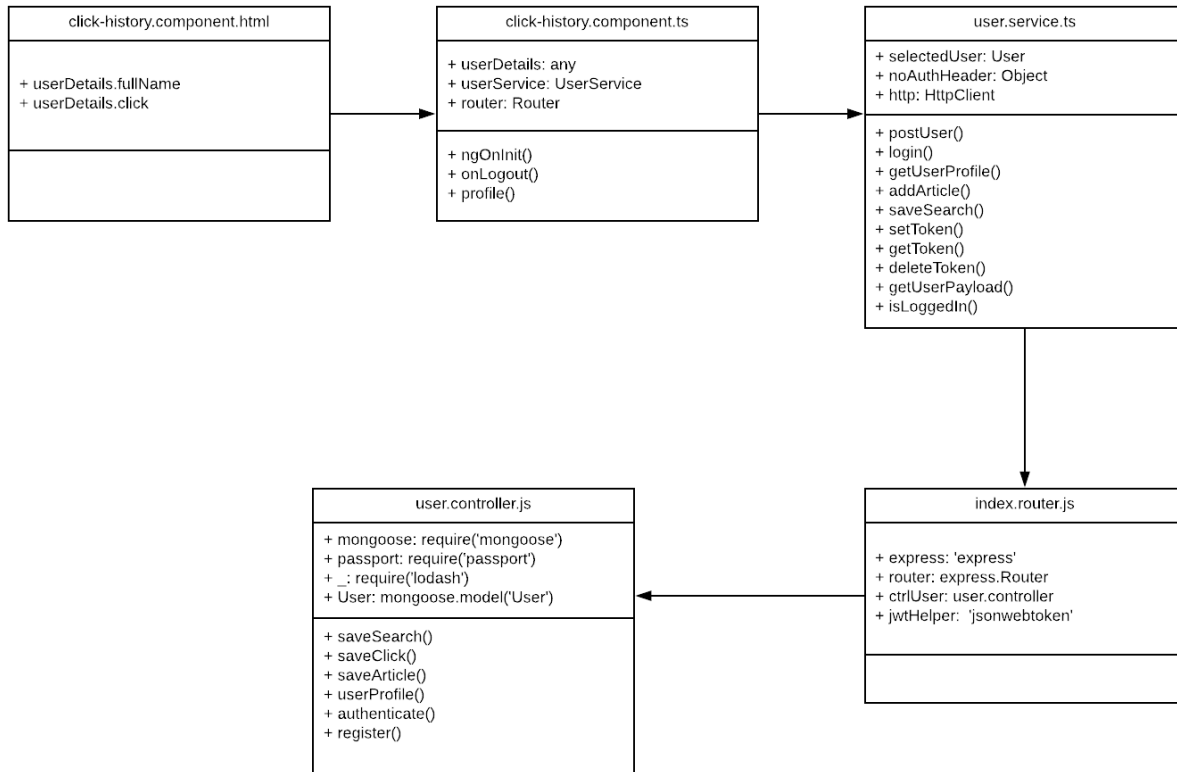 click-history.component.html
+ userDetails.fullName
+ userDetails.click
click-history.component.ts
+ userDetails: any
+ userService: UserService
+ router: Router
+ ngOnInit()
+ onLogout()
+ profile()
user.service.ts
+ selectedUser: User
+ noAuthHeader: Object
+ http: HttpClient
+ postUser()
+ login()
+ getUserProfile()
+ addArticle()
+ saveSearch()
+ setToken()
+ getToken()
+ deleteToken()
+ getUserPayload()
+ isLoggedIn()
user.controller.js
+ mongoose: require('mongoose')
+ passport: require('passport')
+ _: require('lodash')
+ User: mongoose.model('User')
+ saveSearch()
+ saveClick()
+ saveArticle()
+ userProfile()
+ authenticate()
+ register()
index.router.js
+ express: 'express'
+ router: express.Router
+ ctrlUser: user.controller
+ jwtHelper:  'jsonwebtoken'